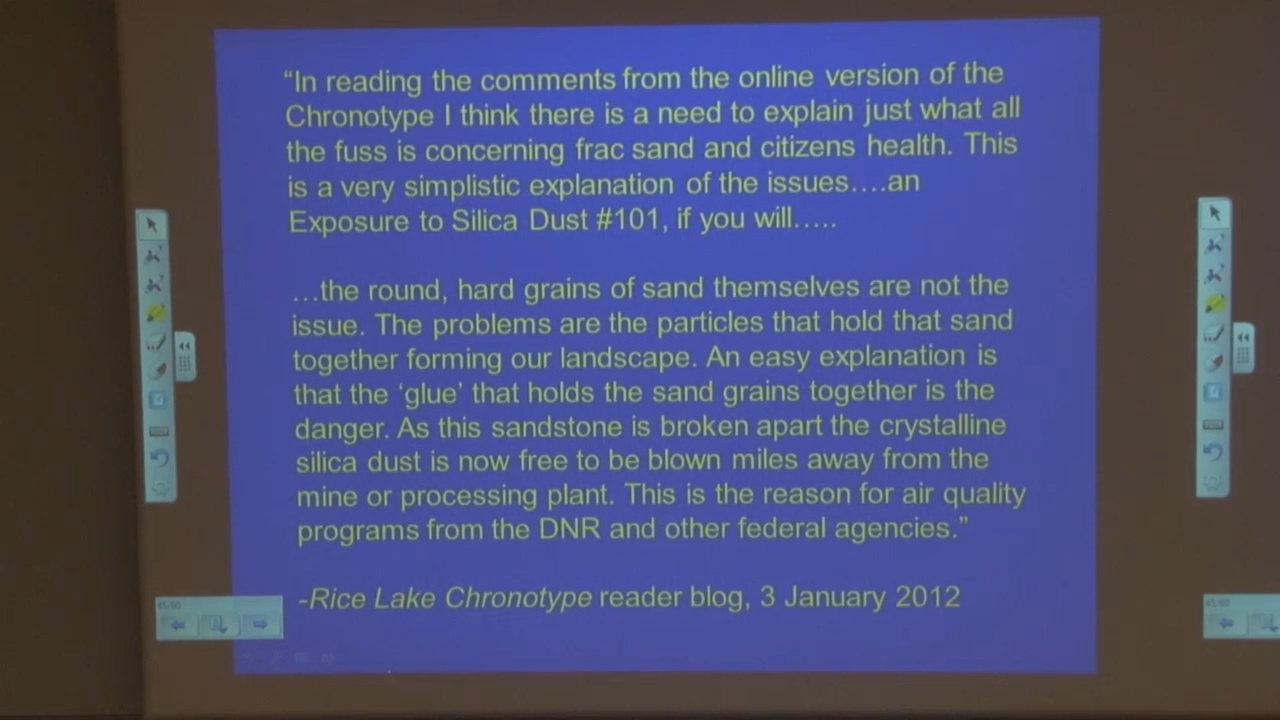 “In reading the comments from the online version of the
Chronotype I think there is a need to explain just what all
the fuss is concerning frac sand and citizens health. This
is a very simplistic explanation of the issues….an
Exposure to Silica Dust #101, if you will…..
…the round, hard grains of sand themselves are not the
issue. The problems are the particles that hold that sand
together forming our landscape. An easy explanation is
that the ‘glue’ that holds the sand grains together is the
danger. As this sandstone is broken apart the crystalline
silica dust is now free to be blown miles away from the
mine or processing plant. This is the reason for air quality
programs from the DNR and other federal agencies.”
-Rice Lake Chronotype reader blog, 3 January 2012
45/60
45/60